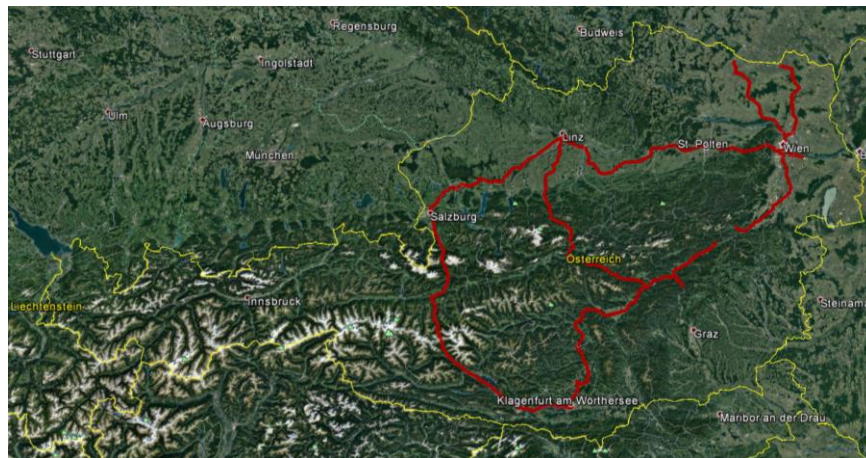 Regensburg
Budweis
Stuttgart
Ingolstadt
Ulm
Augsburg
Linz
München
St. Pölten
Wien
Salzburg
Österreich
Liechtenstein
Innsbruck
Steinama
Graz
Klagenfurt am Wörthersee
Maribor an der Drau